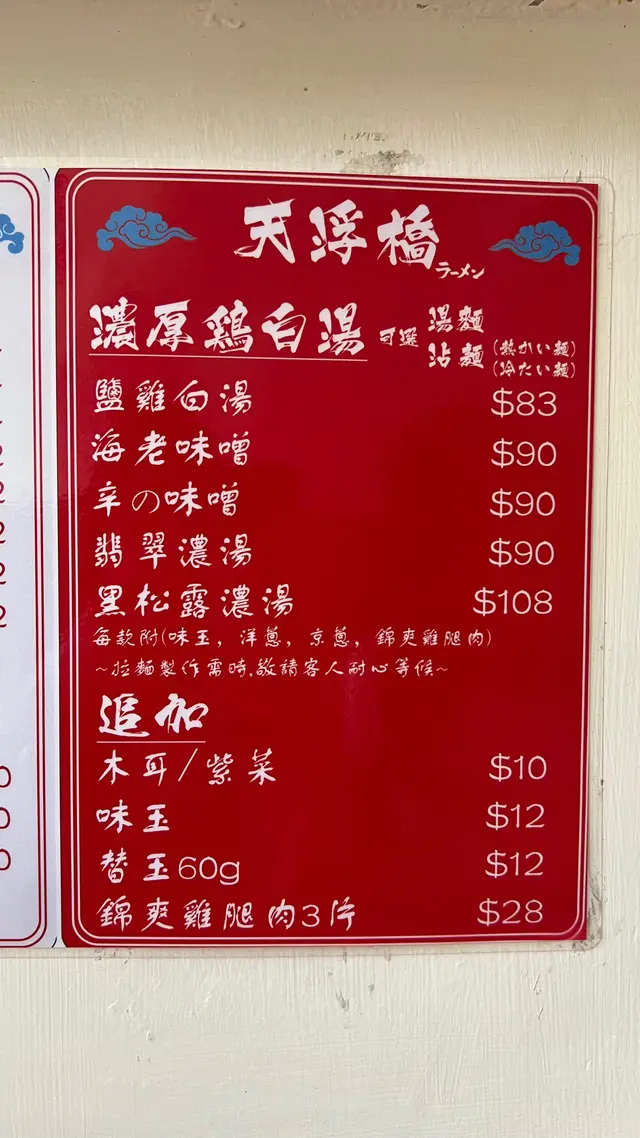 天浮橋
ラーメン
濃厚鶏白湯 可選 湯麵
沾麵 (熱かい麵)
(冷たい麵)
鹽雞白湯 $83
海老味噌 $90
辛の味噌 $90
翡翠濃湯 $90
黑松露濃湯 $108
每款附(味玉, 洋蔥, 京蔥, 錦爽雞腿肉)
~拉麵製作需時,敬請客人耐心等候~
追加
木耳/紫菜 $10
味玉 $12
替玉60g $12
錦爽雞腿肉3片 $28